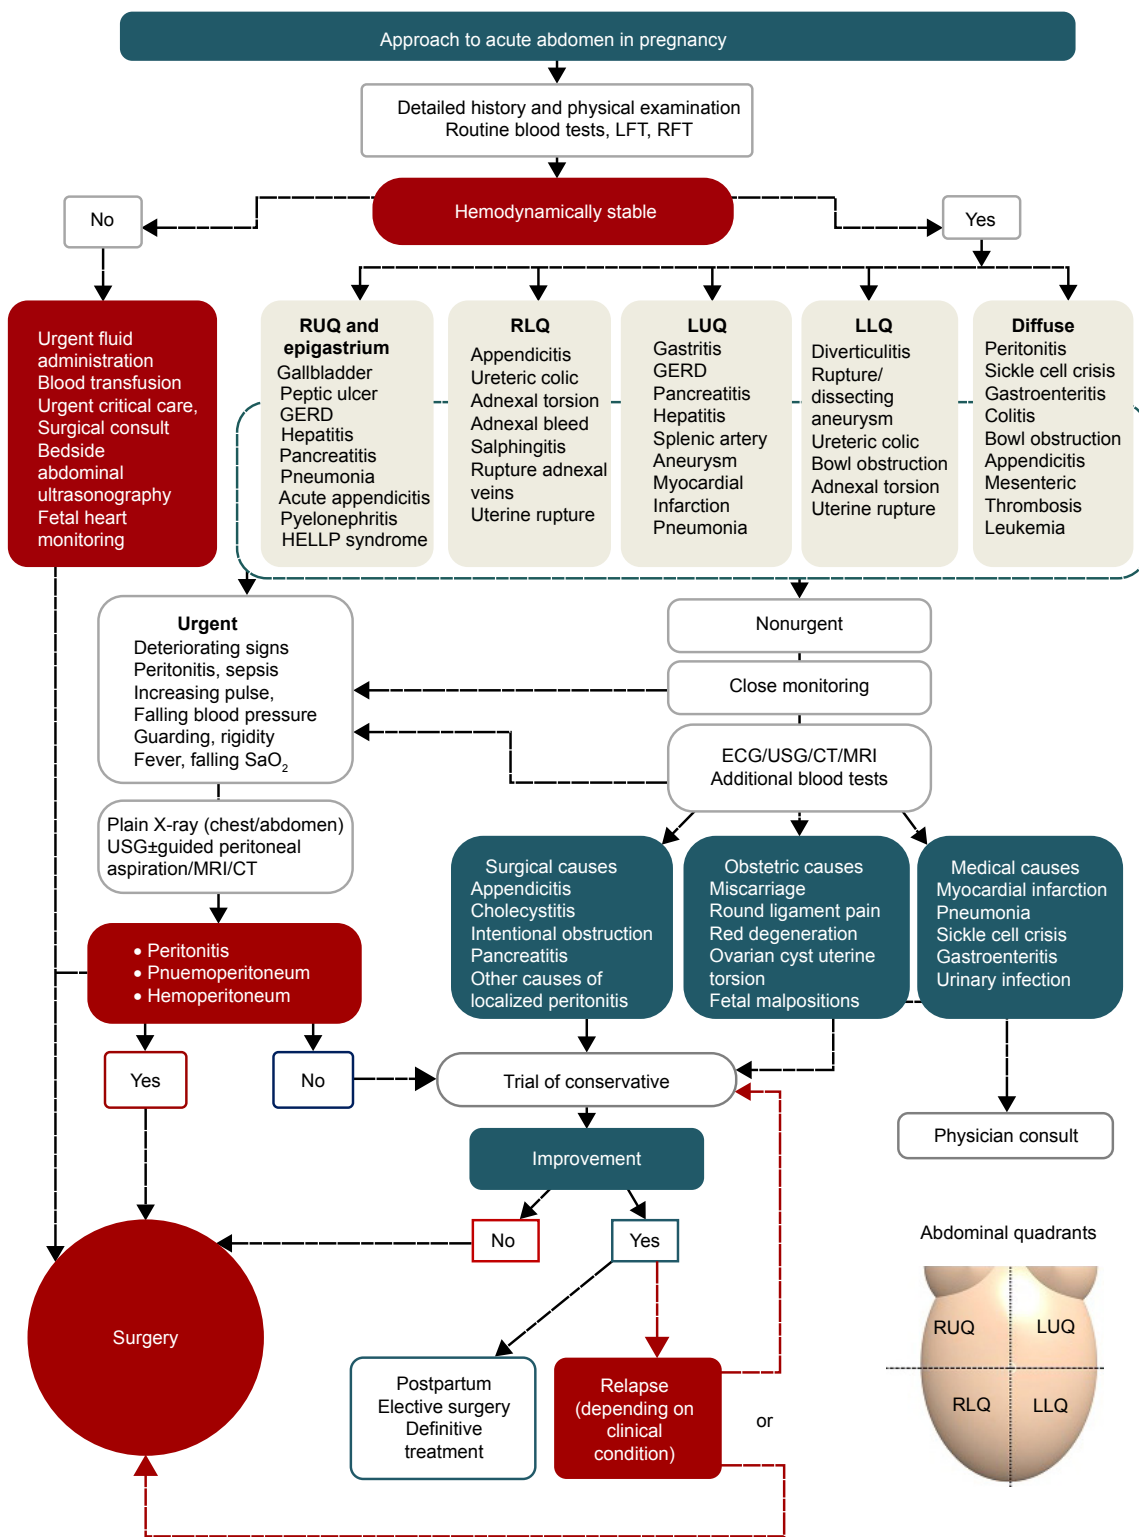 Approach to acute abdomen in pregnancy
Detailed history and physical examination
Routine blood tests, LFT, RFT
Hemodynamically stable
No
Yes
Urgent fluid
administration
Blood transfusion
Urgent critical care,
Surgical consult
Bedside
abdominal
ultrasonography
Fetal heart
monitoring
RUQ and
epigastrium
Gallbladder
Peptic ulcer
GERD
Hepatitis
Pancreatitis
Pneumonia
Acute appendicitis
Pyelonephritis
HELLP syndrome
RLQ
Appendicitis
Ureteric colic
Adnexal torsion
Adnexal bleed
Salphingitis
Rupture adnexal
veins
Uterine rupture
LUQ
Gastritis
GERD
Pancreatitis
Hepatitis
Splenic artery
Aneurysm
Myocardial
Infarction
Pneumonia
LLQ
Diverticulitis
Rupture/
dissecting
aneurysm
Ureteric colic
Bowl obstruction
Adnexal torsion
Uterine rupture
Diffuse
Peritonitis
Sickle cell crisis
Gastroenteritis
Colitis
Bowl obstruction
Appendicitis
Mesenteric
Thrombosis
Leukemia
Urgent
Deteriorating signs
Peritonitis, sepsis
Increasing pulse,
Falling blood pressure
Guarding, rigidity
Fever, falling SaO₂
Nonurgent
Close monitoring
ECG/USG/CT/MRI
Additional blood tests
Plain X-ray (chest/abdomen)
USG±guided peritoneal
aspiration/MRI/CT
Surgical causes
Appendicitis
Cholecystitis
Intentional obstruction
Pancreatitis
Other causes of
localized peritonitis
Obstetric causes
Miscarriage
Round ligament pain
Red degeneration
Ovarian cyst uterine
torsion
Fetal malpositions
Medical causes
Myocardial infarction
Pneumonia
Sickle cell crisis
Gastroenteritis
Urinary infection
• Peritonitis
• Pnuemoperitoneum
• Hemoperitoneum
Yes
No
Trial of conservative
Physician consult
Improvement
No
Yes
Surgery
Postpartum
Elective surgery
Definitive
treatment
Relapse
(depending on
clinical
condition)
or
Abdominal quadrants
RUQ
LUQ
RLQ
LLQ